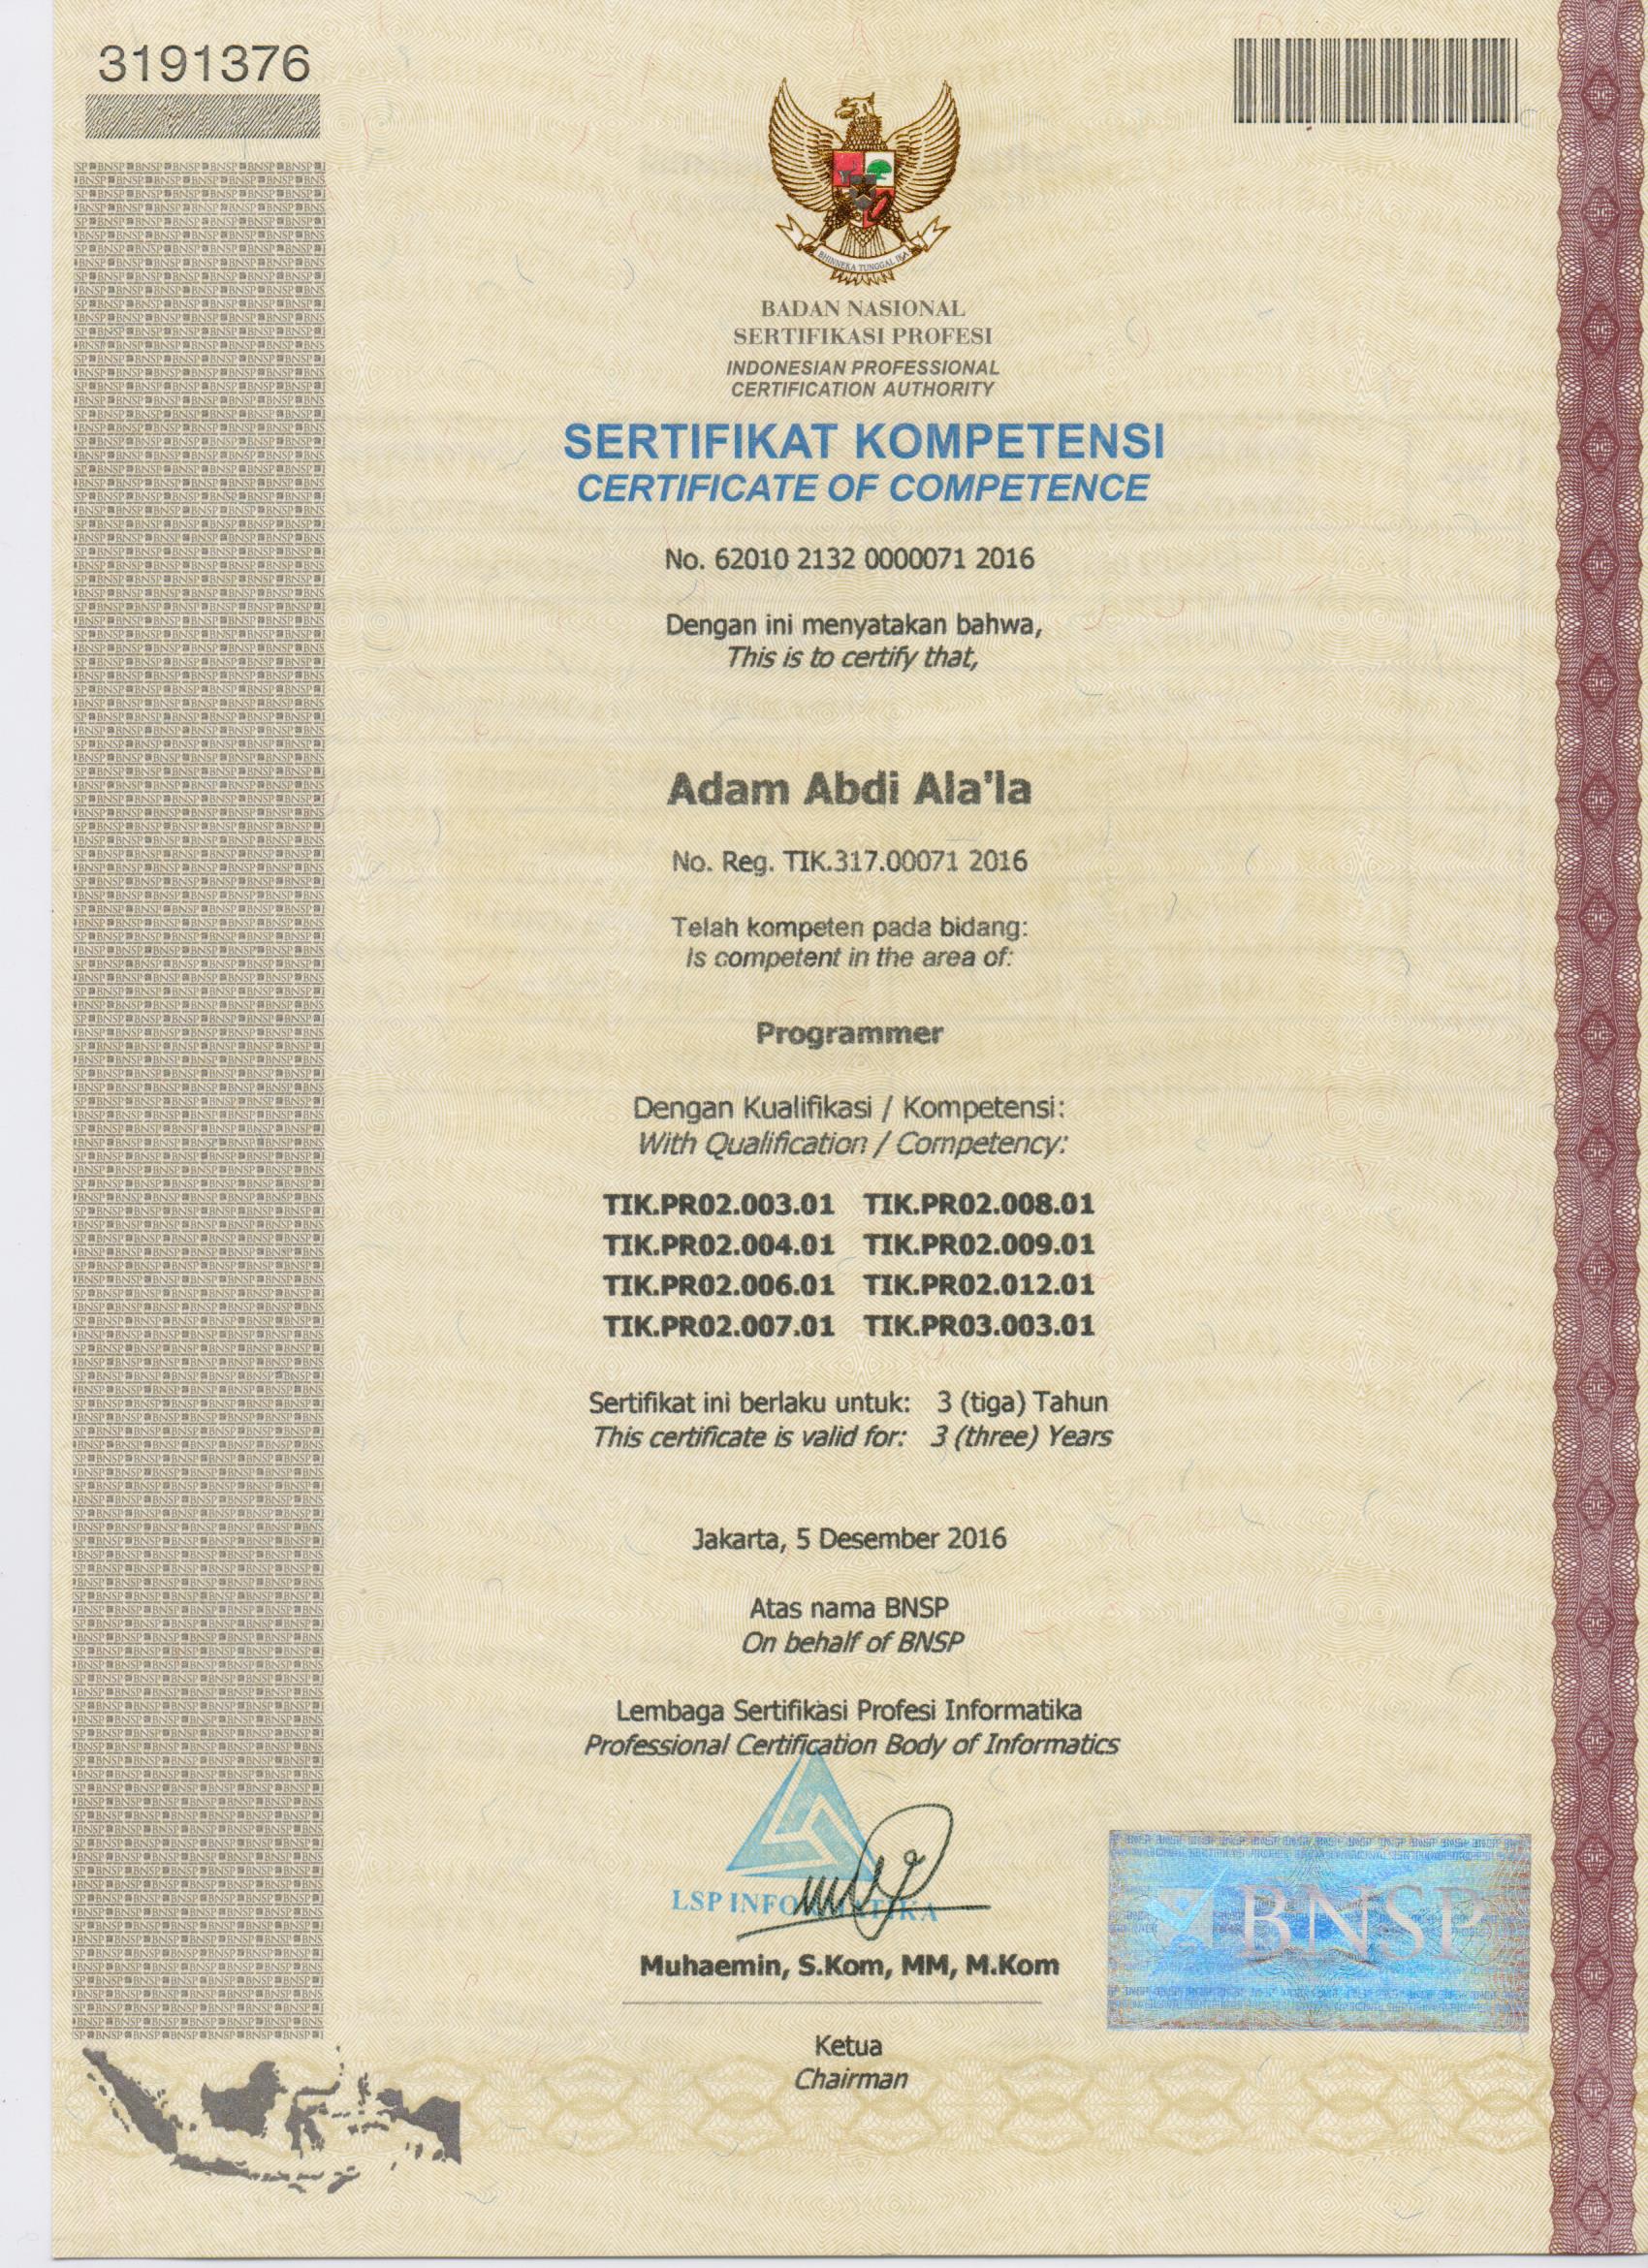 3191376
BHINNEKA TUNGGAL IKA
BADAN NASIONAL
SERTIFIKASI PROFESI
INDONESIAN PROFESSIONAL
CERTIFICATION AUTHORITY
SERTIFIKAT KOMPETENSI
CERTIFICATE OF COMPETENCE
No. 62010 2132 0000071 2016
Dengan ini menyatakan bahwa,
This is to certify that,
Adam Abdi Ala'la
No. Reg. TIK.317.00071 2016
Telah kompeten pada bidang:
Is competent in the area of:
Programmer
Dengan Kualifikasi / Kompetensi:
With Qualification / Competency:
TIK.PR02.003.01 TIK.PR02.008.01
TIK.PR02.004.01 TIK.PR02.009.01
TIK.PR02.006.01 TIK.PR02.012.01
TIK.PR02.007.01 TIK.PR03.003.01
Sertifikat ini berlaku untuk: 3 (tiga) Tahun
This certificate is valid for: 3 (three) Years
Jakarta, 5 Desember 2016
Atas nama BNSP
On behalf of BNSP
Lembaga Sertifikasi Profesi Informatika
Professional Certification Body of Informatics
LSP INFORMATIKA
Muhaemin, S.Kom, MM, M.Kom
BNSP
Ketua
Chairman